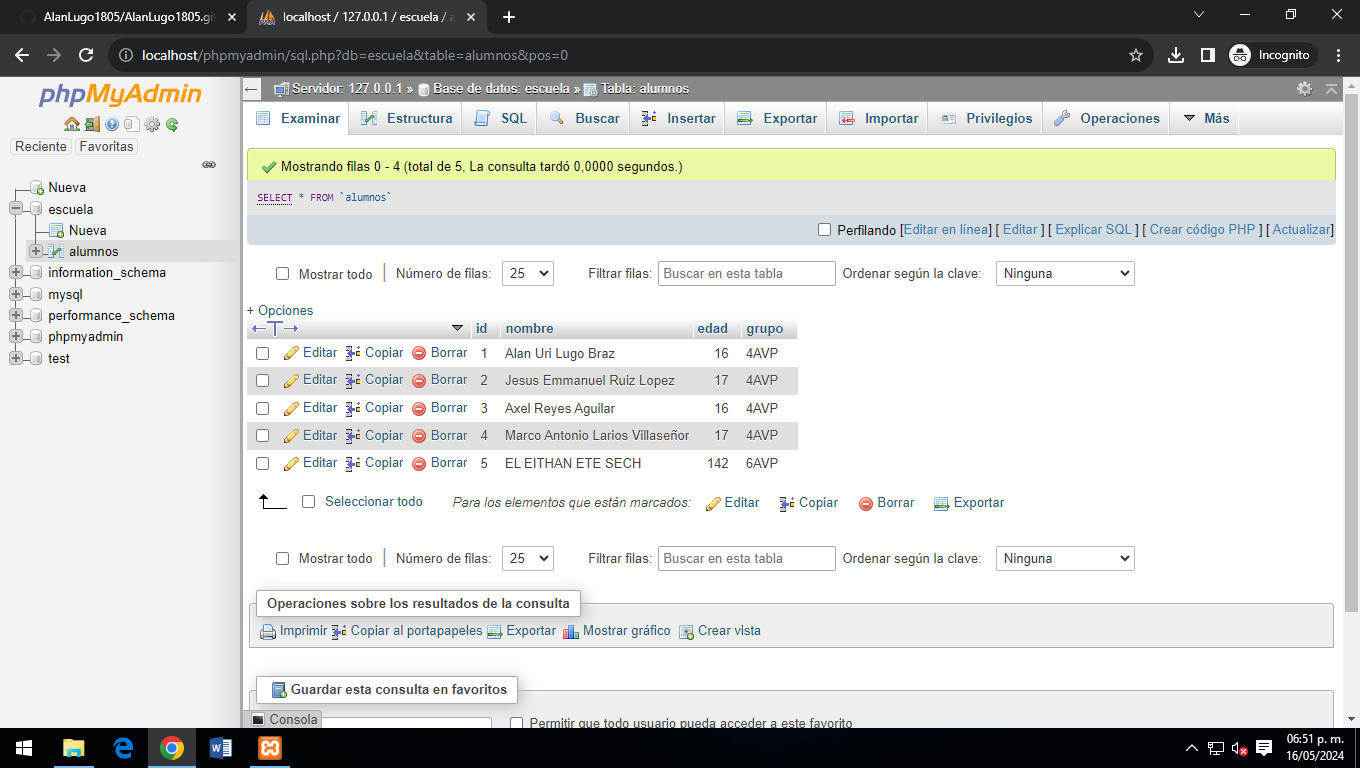 AlanLugo1805/AlanLugo1805.gi
localhost / 127.0.0.1 / escuela / a
localhost/phpmyadmin/sql.php?db=escuela&table=alumnos&pos=0
Incognito
phpMyAdmin
Reciente Favoritas
Nueva
escuela
Nueva
alumnos
information_schema
mysql
performance_schema
phpmyadmin
test
Servidor: 127.0.0.1 » Base de datos: escuela » Tabla: alumnos
Examinar Estructura SQL Buscar Insertar Exportar Importar Privilegios Operaciones Más
Mostrando filas 0 - 4 (total de 5, La consulta tardó 0,0000 segundos.)
SELECT * FROM `alumnos`
Perfilando [Editar en línea] [ Editar ] [ Explicar SQL ] [ Crear código PHP ] [ Actualizar]
Mostrar todo | Número de filas: 25 Filtrar filas: Buscar en esta tabla Ordenar según la clave: Ninguna
+ Opciones
←T→ id nombre edad grupo
Editar Copiar Borrar 1 Alan Uri Lugo Braz 16 4AVP
Editar Copiar Borrar 2 Jesus Emmanuel Ruiz Lopez 17 4AVP
Editar Copiar Borrar 3 Axel Reyes Aguilar 16 4AVP
Editar Copiar Borrar 4 Marco Antonio Larios Villaseñor 17 4AVP
Editar Copiar Borrar 5 EL EITHAN ETE SECH 142 6AVP
Seleccionar todo Para los elementos que están marcados: Editar Copiar Borrar Exportar
Mostrar todo | Número de filas: 25 Filtrar filas: Buscar en esta tabla Ordenar según la clave: Ninguna
Operaciones sobre los resultados de la consulta
Imprimir Copiar al portapapeles Exportar Mostrar gráfico Crear vista
Guardar esta consulta en favoritos
Consola
Permitir que todo usuario pueda acceder a este favorito
06:51 p. m.
16/05/2024